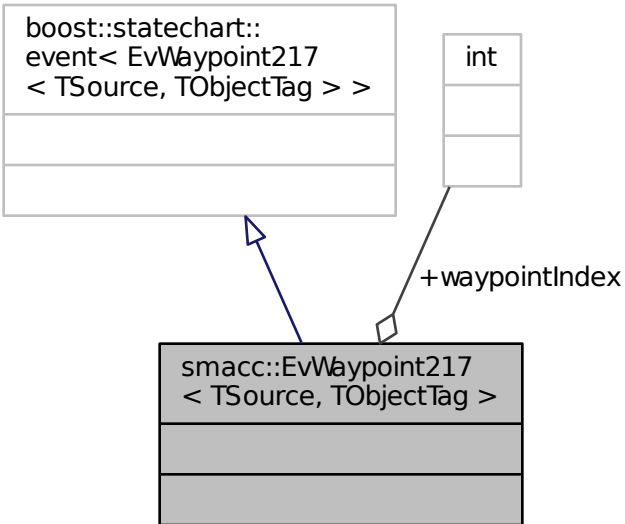 boost::statechart::
event< EvWaypoint217
< TSource, TObjectTag > >
int
+waypointIndex
smacc::EvWaypoint217
< TSource, TObjectTag >